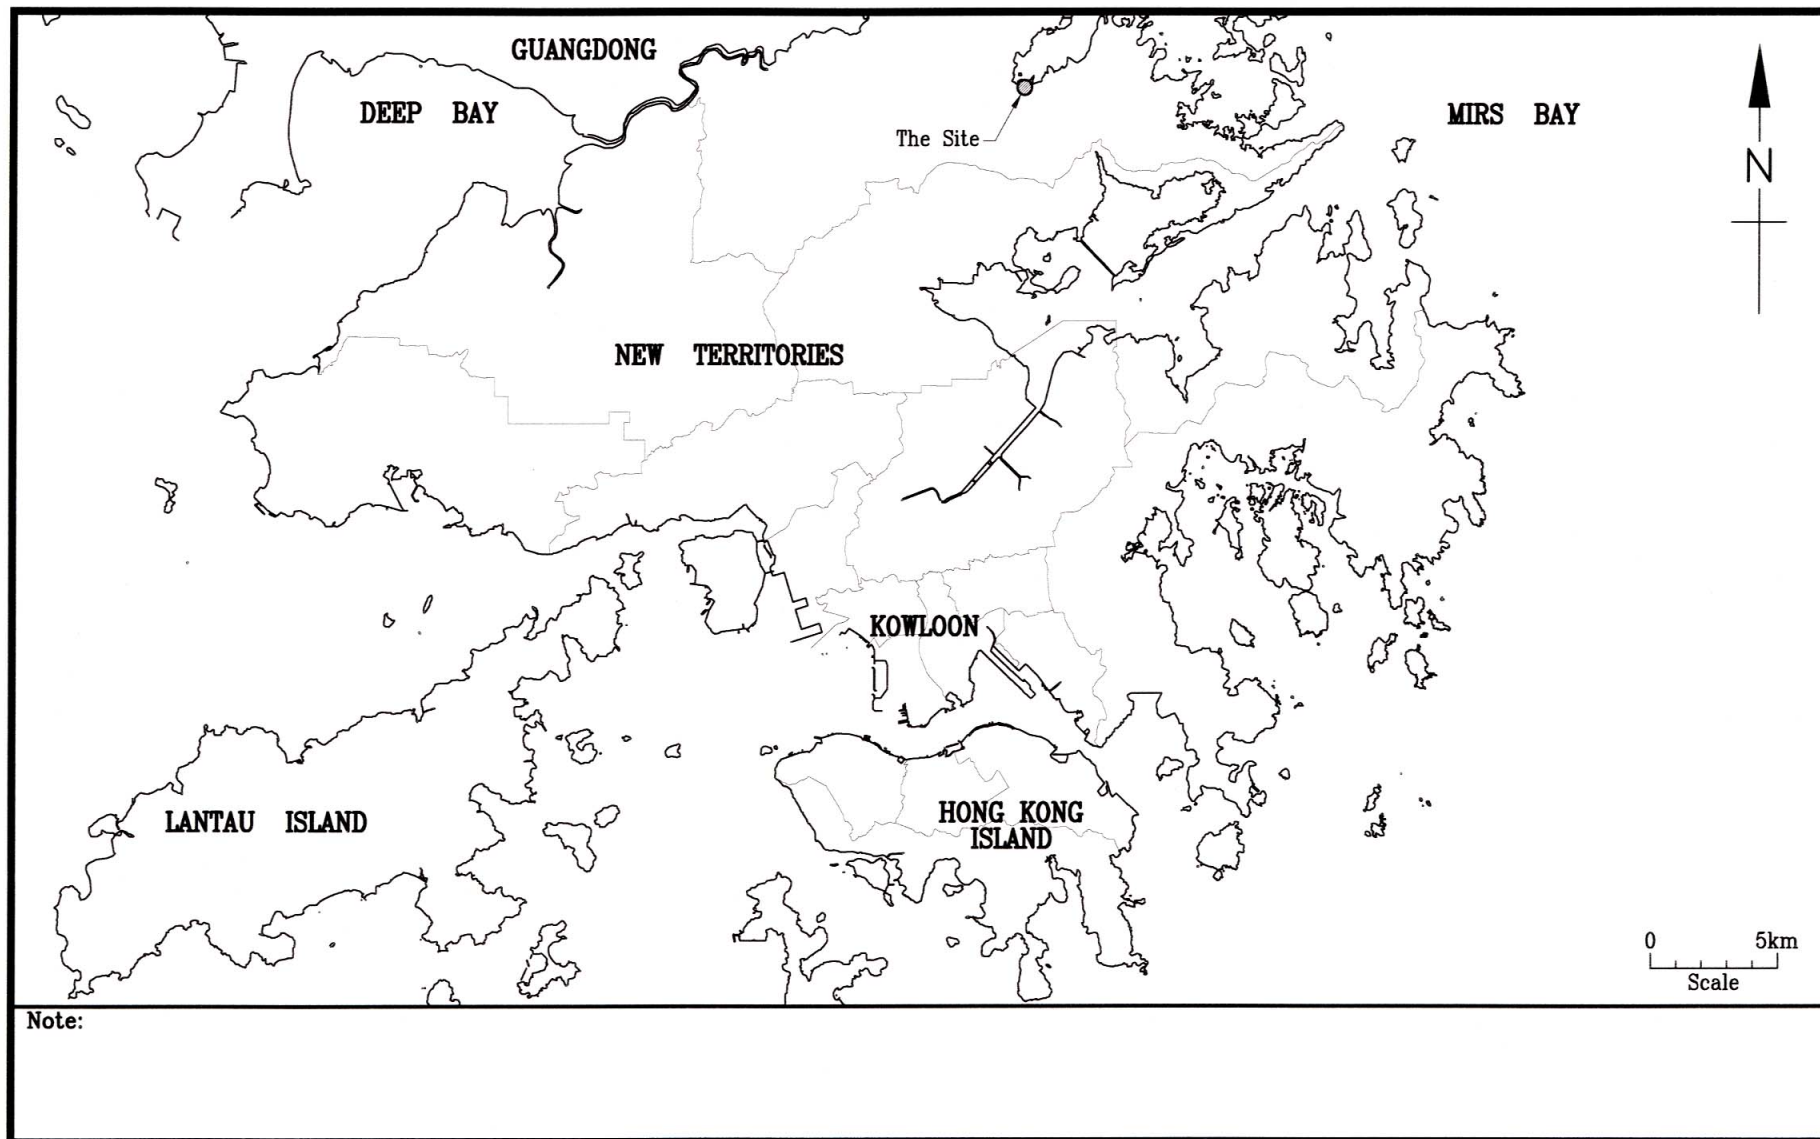 GUANGDONG
DEEP BAY
MIRS BAY
The Site
N
NEW TERRITORIES
KOWLOON
LANTAU ISLAND
HONG KONG
ISLAND
0 5km
Scale
Note: